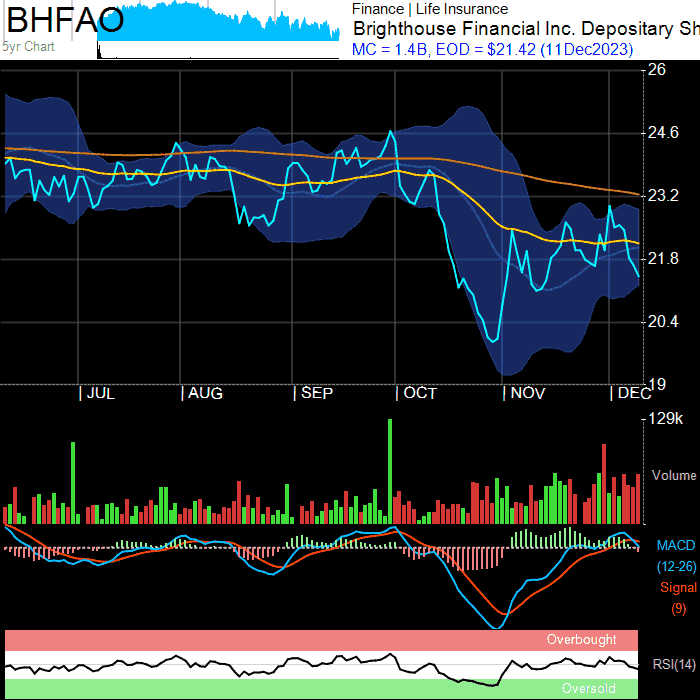 BHFAO
Finance | Life Insurance
Brighthouse Financial Inc. Depositary Sh
MC = 1.4B, EOD = $21.42 (11Dec2023)
5yr Chart
26
24.6
23.2
21.8
20.4
19
| JUL | AUG | SEP | OCT | NOV | DEC
129k
Volume
MACD
(12-26)
Signal
(9)
Overbought
RSI(14)
Oversold